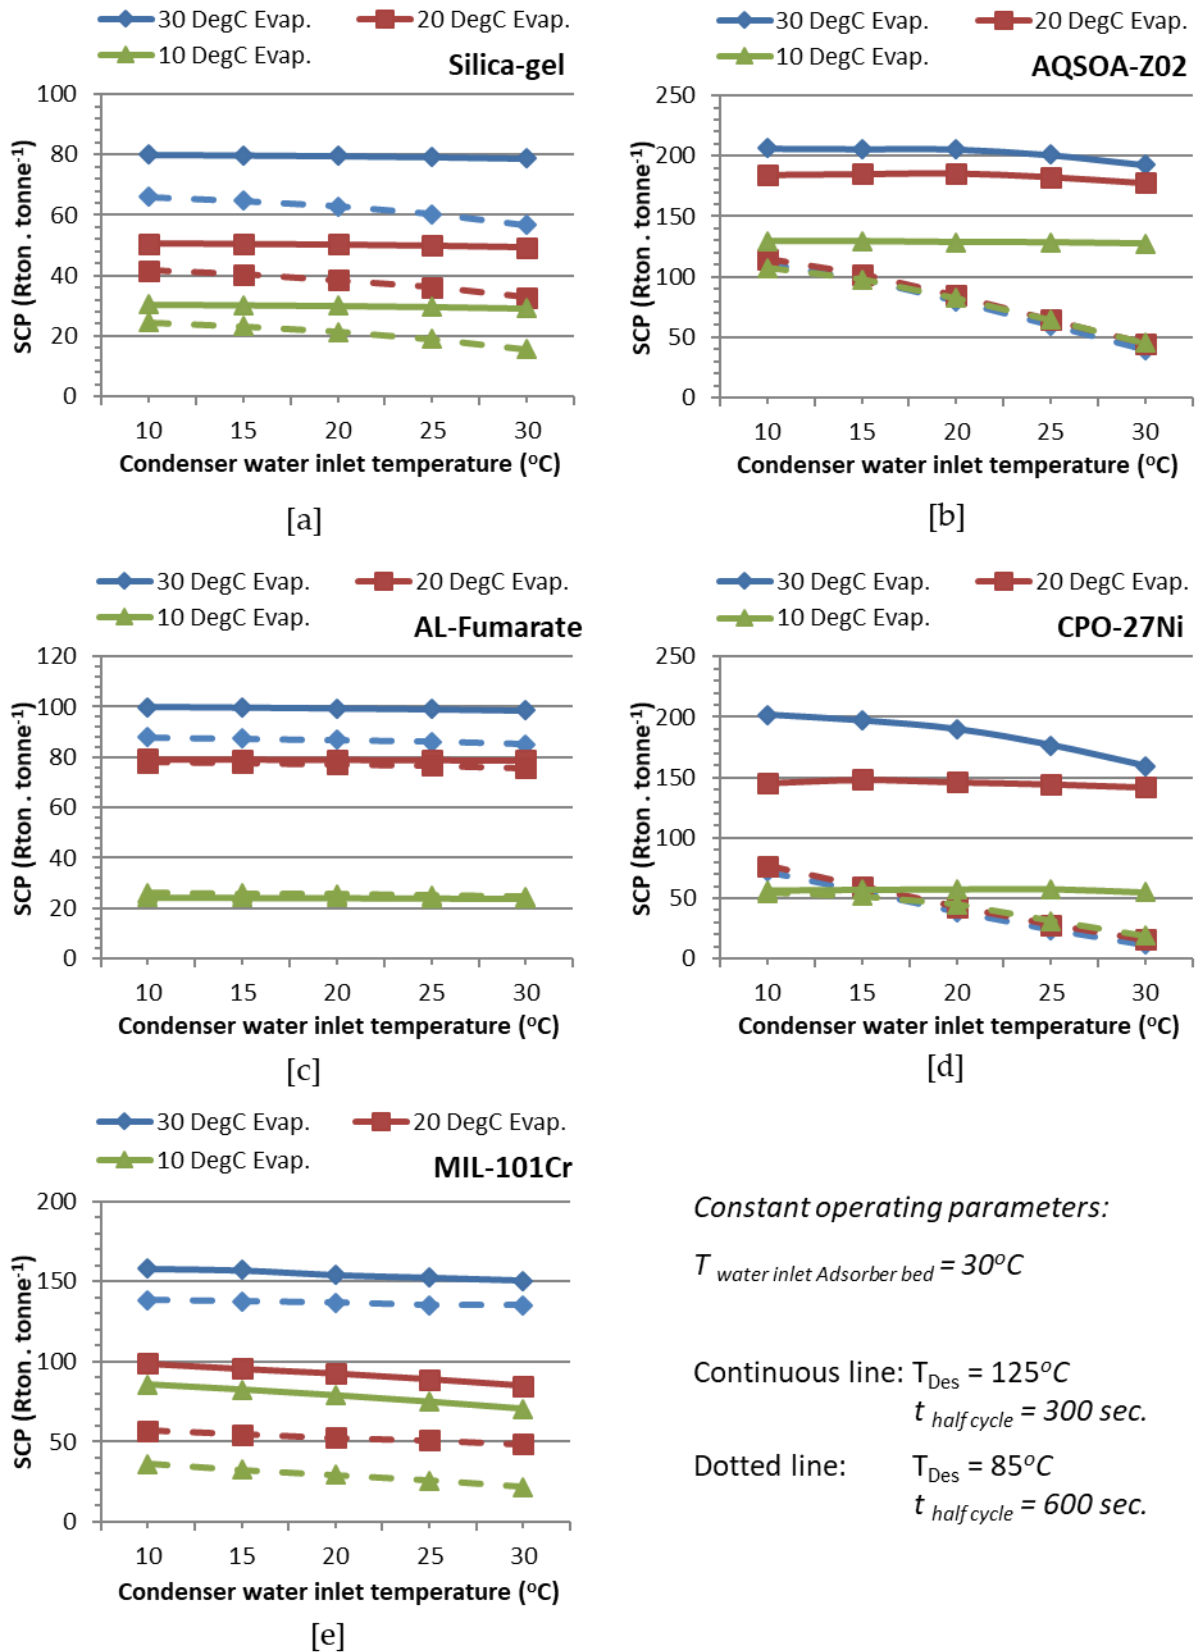 30 DegC Evap. 20 DegC Evap.
10 DegC Evap.
Silica-gel
SCP (Rton . tonne-1)
100
80
60
40
20
0
10 15 20 25 30
Condenser water inlet temperature (oC)
[a]
30 DegC Evap. 20 DegC Evap.
10 DegC Evap.
AQSOA-Z02
SCP (Rton . tonne-1)
250
200
150
100
50
0
10 15 20 25 30
Condenser water inlet temperature (oC)
[b]
30 DegC Evap. 20 DegC Evap.
10 DegC Evap.
AL-Fumarate
SCP (Rton . tonne-1)
120
100
80
60
40
20
0
10 15 20 25 30
Condenser water inlet temperature (oC)
[c]
30 DegC Evap. 20 DegC Evap.
10 DegC Evap.
CPO-27Ni
SCP (Rton . tonne-1)
250
200
150
100
50
0
10 15 20 25 30
Condenser water inlet temperature (oC)
[d]
30 DegC Evap. 20 DegC Evap.
10 DegC Evap.
MIL-101Cr
SCP (Rton . tonne-1)
200
150
100
50
0
10 15 20 25 30
Condenser water inlet temperature (oC)
[e]
Constant operating parameters:
T water inlet Adsorber bed = 30oC
Continuous line: TDes = 125oC
t half cycle = 300 sec.
Dotted line: TDes = 85oC
t half cycle = 600 sec.